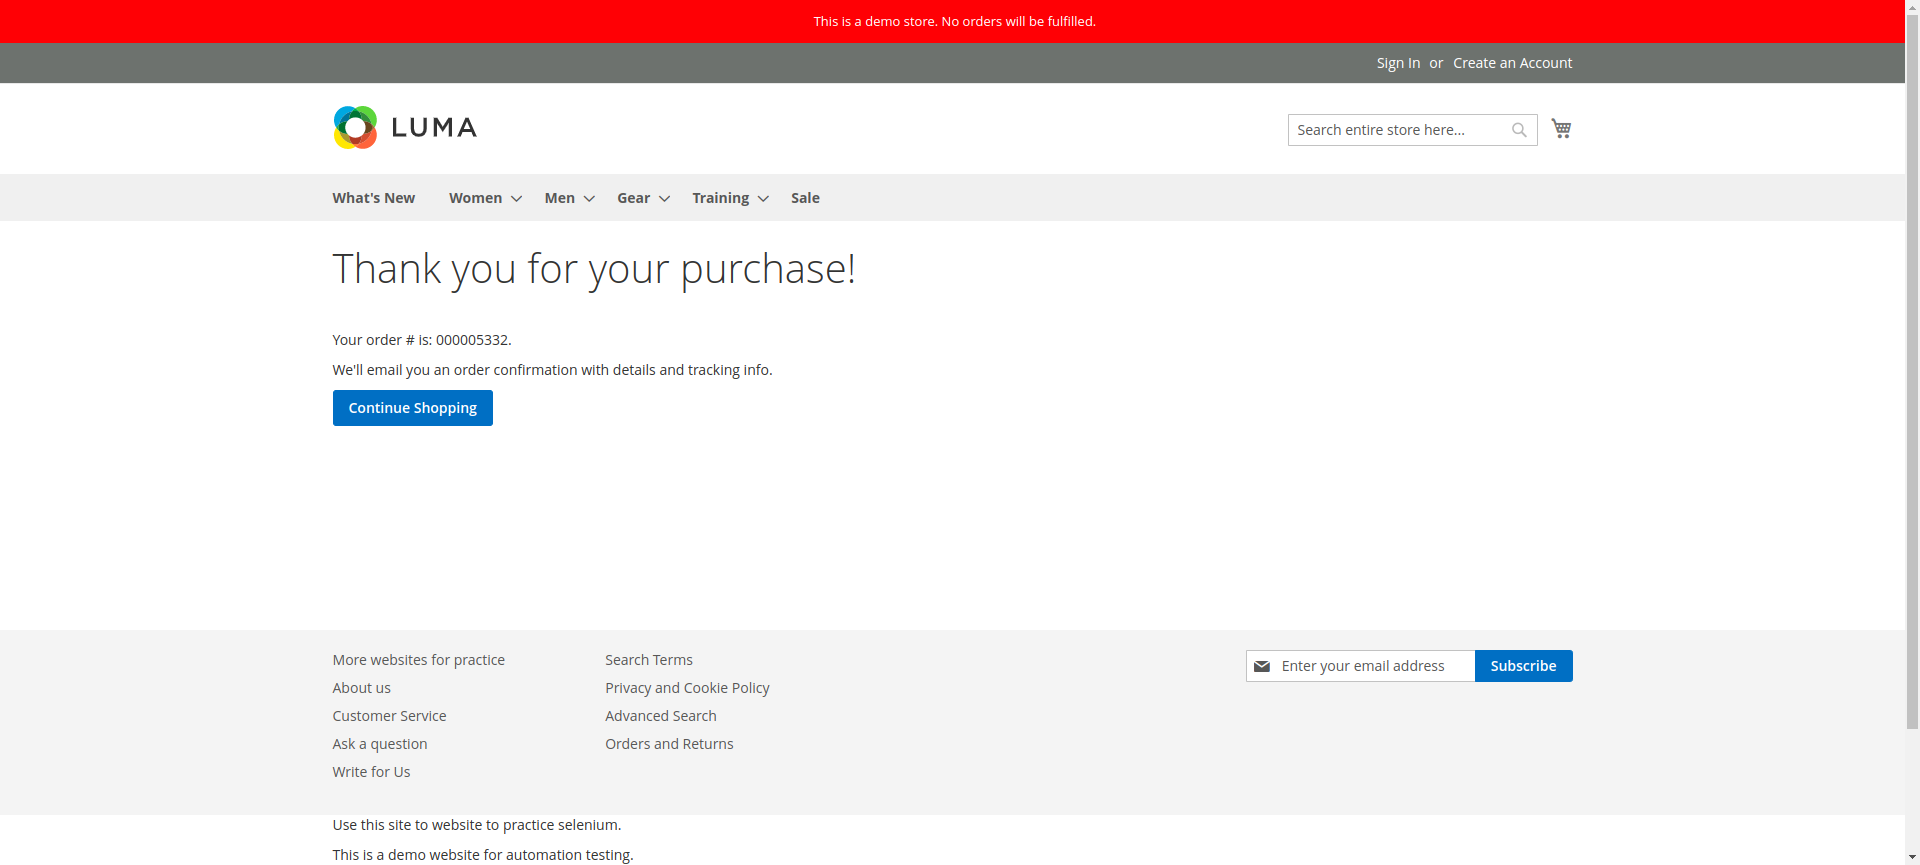 This is a demo store. No orders will be fulfilled.
Sign In or Create an Account
LUMA
Search entire store here...
What's New Women Men Gear Training Sale
Thank you for your purchase!
Your order # is: 000005332.
We'll email you an order confirmation with details and tracking info.
Continue Shopping
More websites for practice
About us
Customer Service
Ask a question
Write for Us
Search Terms
Privacy and Cookie Policy
Advanced Search
Orders and Returns
Enter your email address
Subscribe
Use this site to website to practice selenium.
This is a demo website for automation testing.